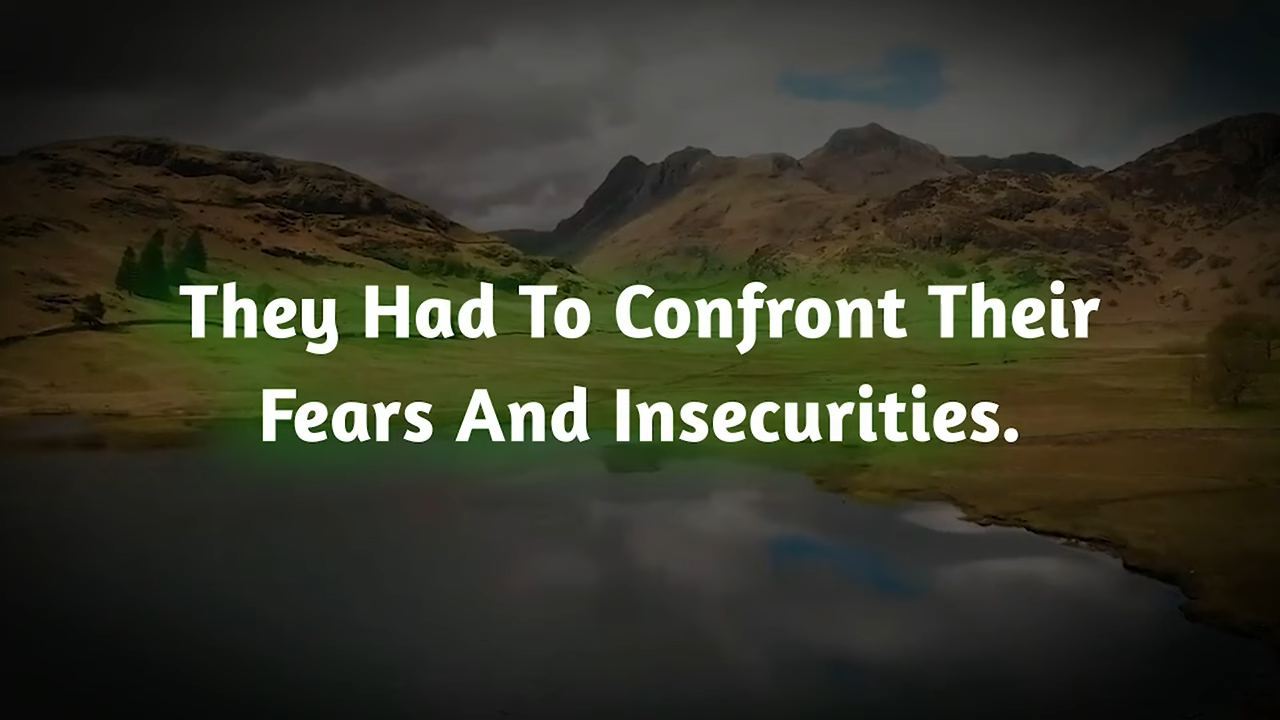 They Had To Confront Their
Fears And Insecurities.